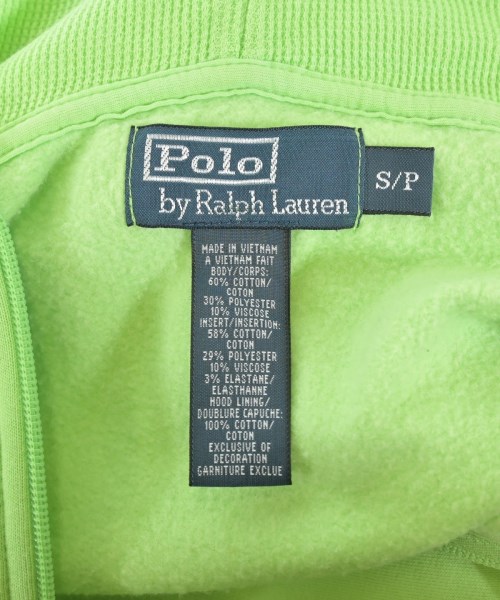 Polo
by Ralph Lauren
S/P
MADE IN VIETNAM
A VIETNAM FAIT
BODY/CORPS:
60% COTTON/
COTON
30% POLYESTER
10% VISCOSE
INSERT/INSERTION:
58% COTTON/
COTON
29% POLYESTER
10% VISCOSE
3% ELASTANE/
ELASTHANNE
HOOD LINING/
DOUBLURE CAPUCHE:
100% COTTON/
COTON
EXCLUSIVE OF
DECORATION
GARNITURE EXCLUE